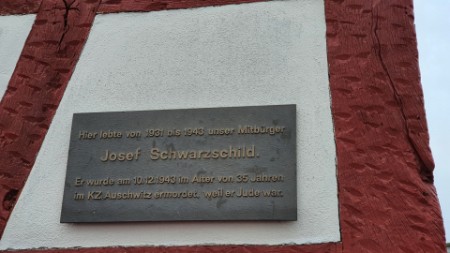 Hier lebte von 1931 bis 1943 unser Mitbürger
Josef Schwarzschild.
Er wurde am 10.12.1943 im Alter von 35 Jahren
im KZ Auschwitz ermordet, weil er Jude war.